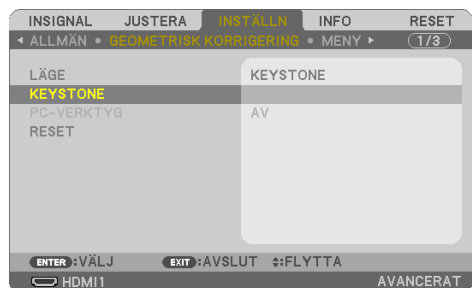 INSIGNAL JUSTERA INSTÄLLN INFO RESET
◂ ALLMÄN • GEOMETRISK KORRIGERING • MENY ▸ 1/3
LÄGE KEYSTONE
KEYSTONE
PC-VERKTYG AV
RESET
ENTER:VÄLJ EXIT:AVSLUT ⬍:FLYTTA
HDMI1 AVANCERAT